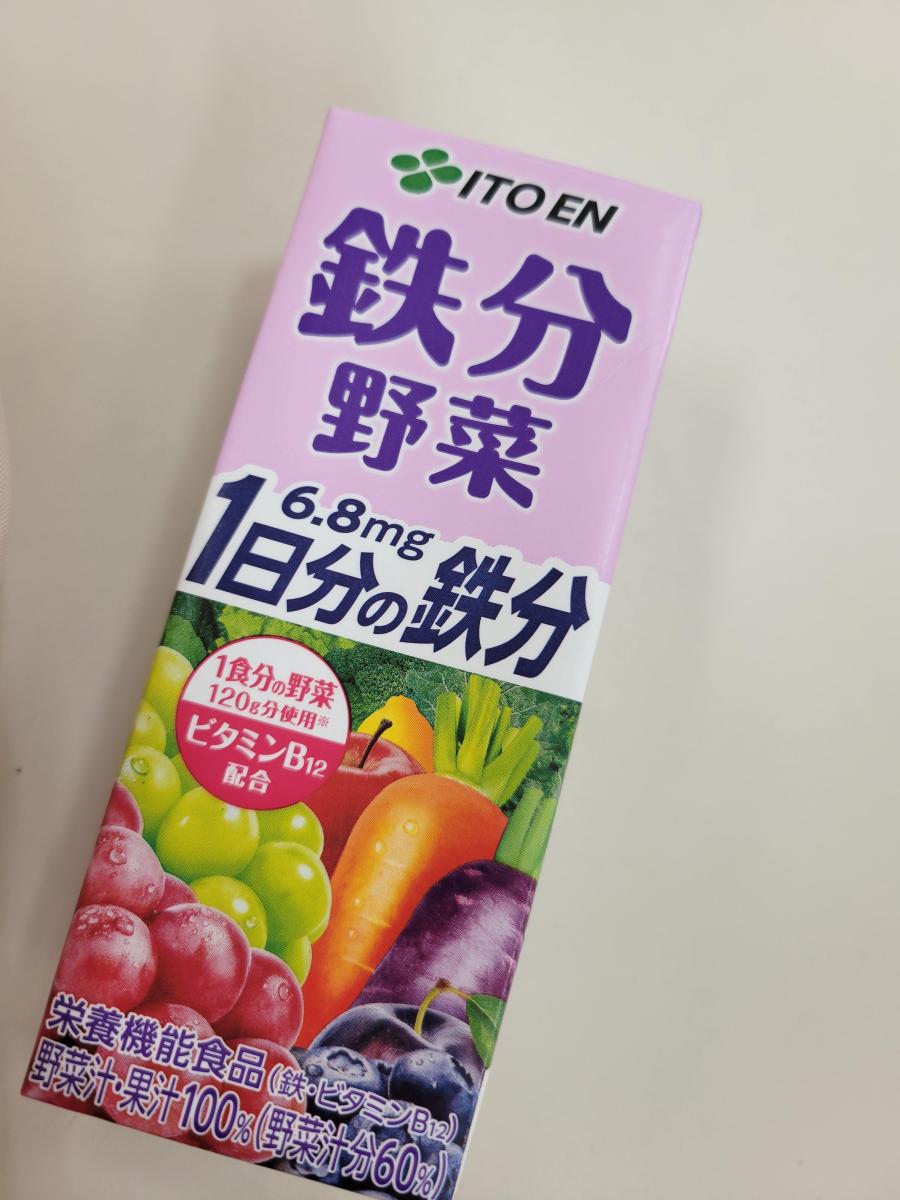 ITO EN
鉄分
野菜
6.8mg
1日分の鉄分
1食分の野菜
120g分使用※
ビタミンB12
配合
栄養機能食品(鉄・ビタミンB12)
野菜汁・果汁100%(野菜汁分60%)